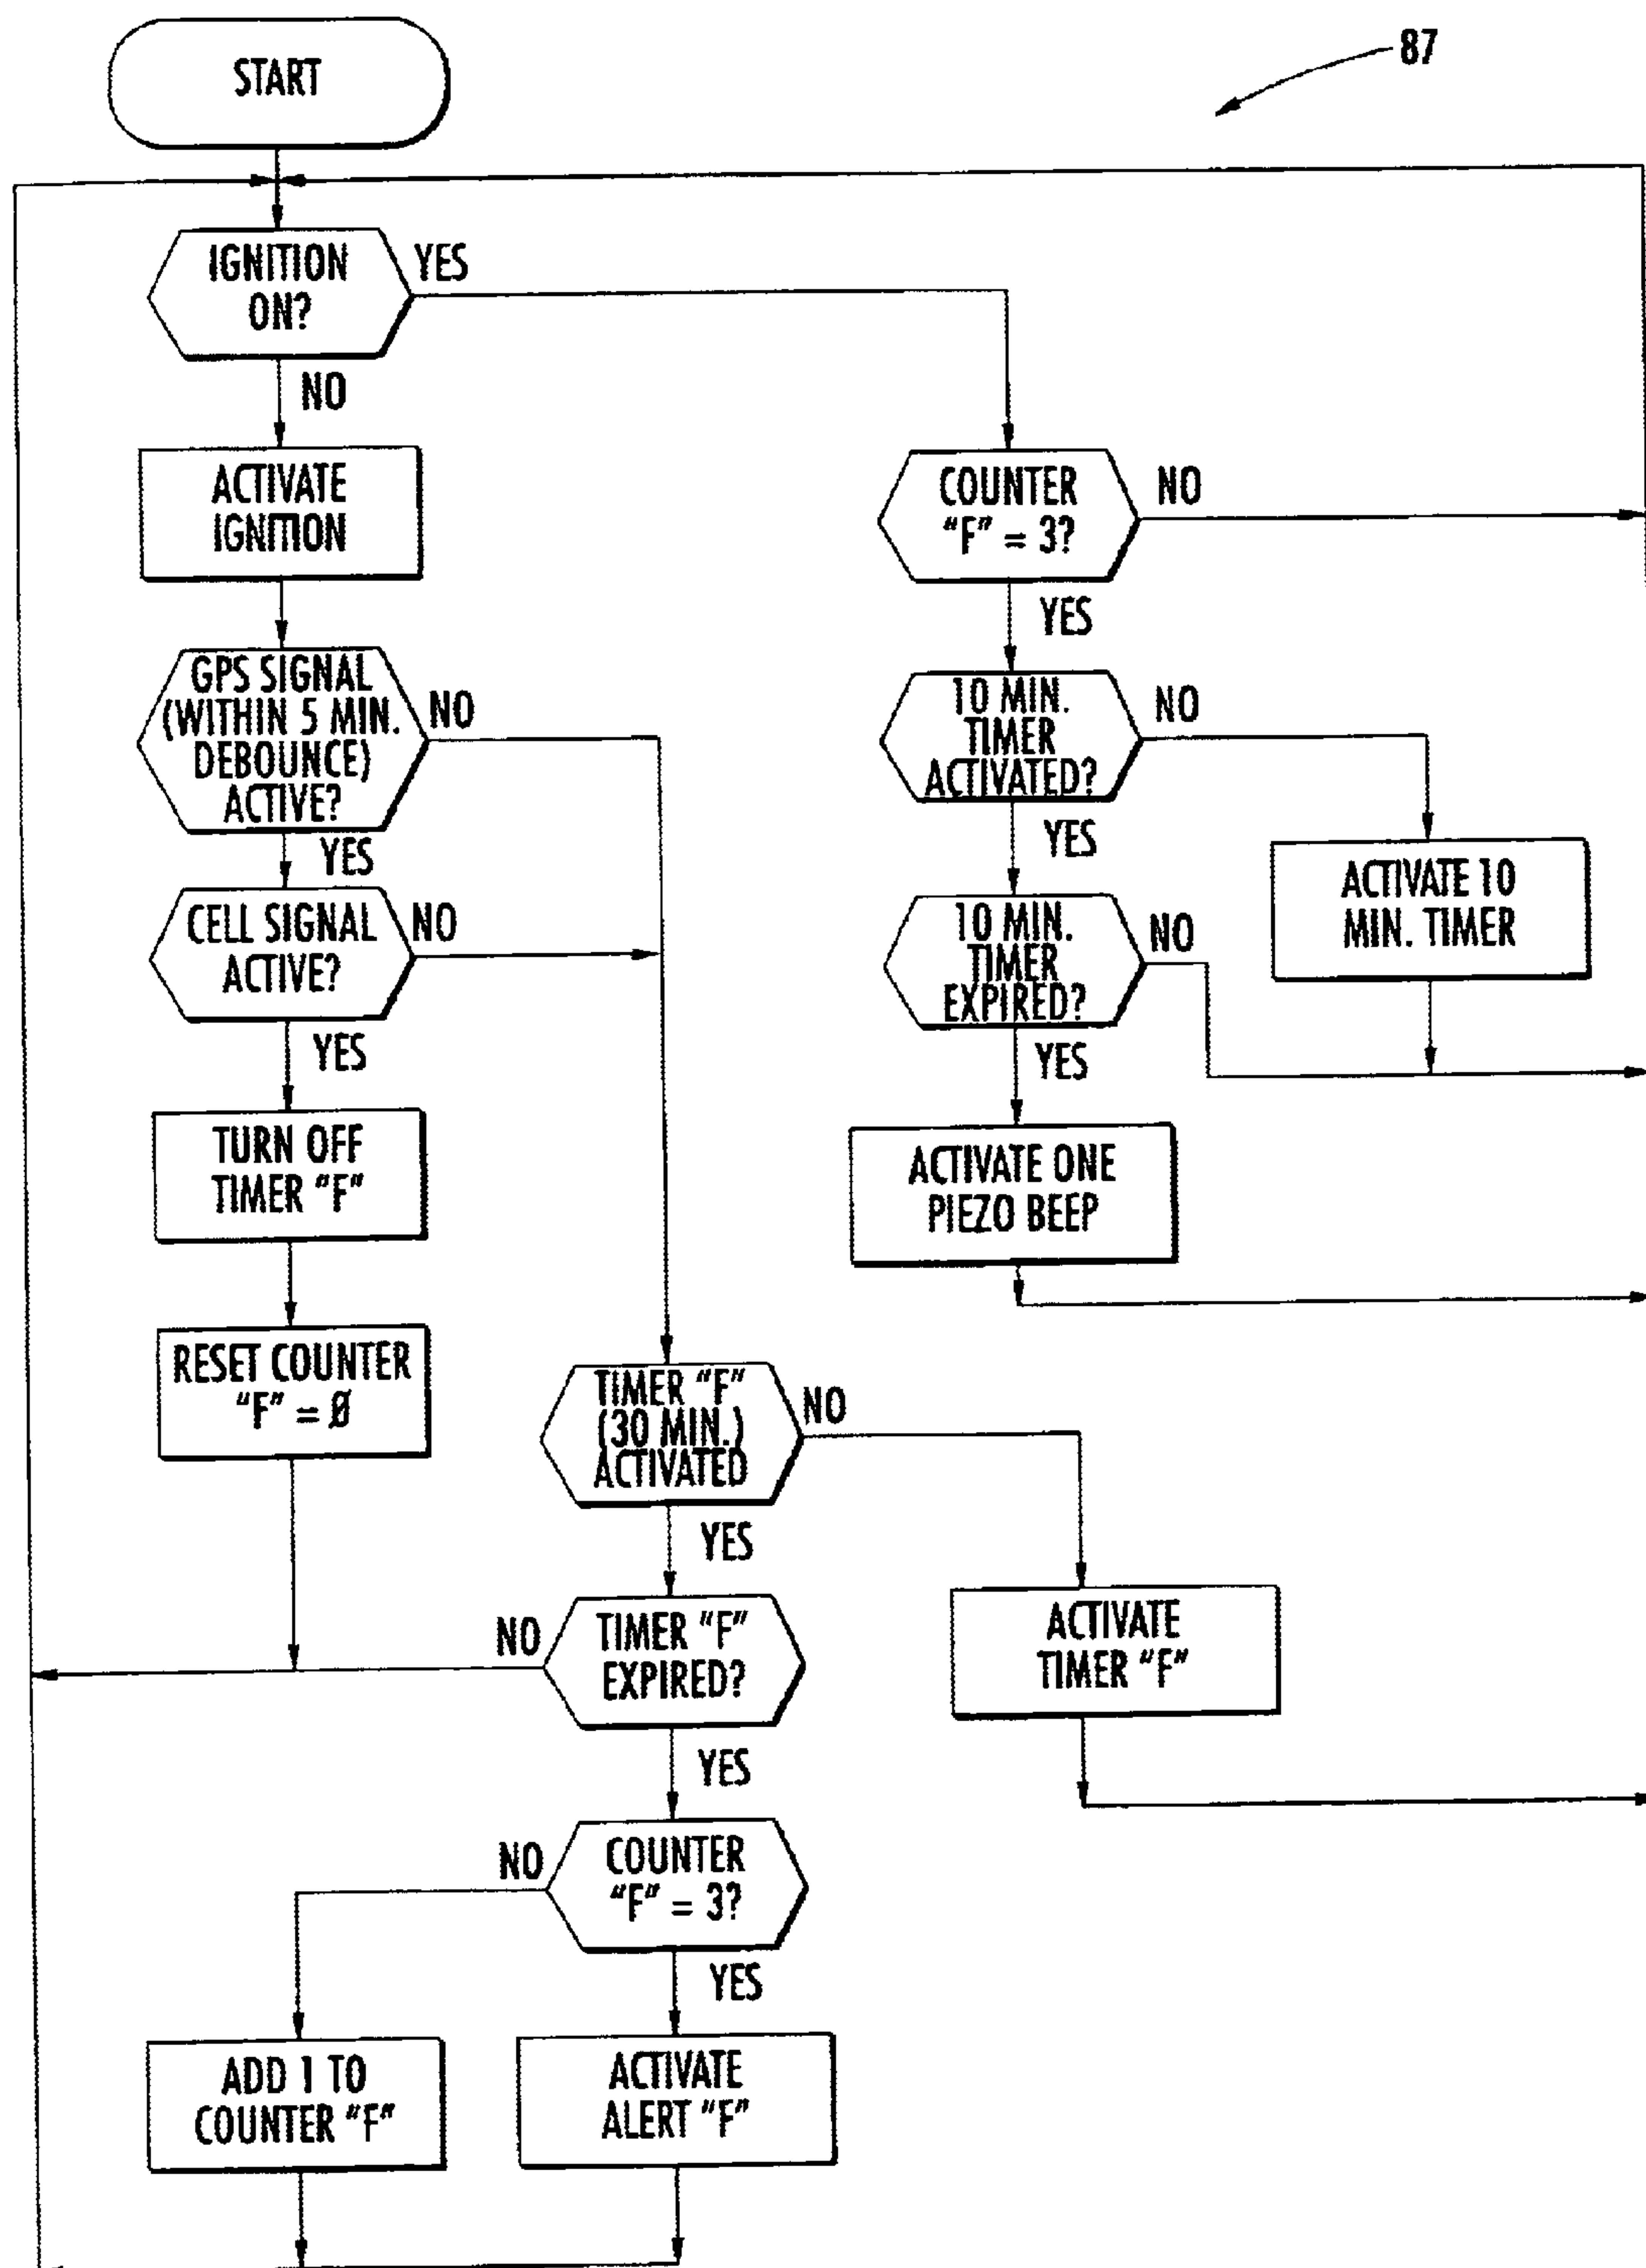 START
87
IGNITION
ON?
YES
NO
ACTIVATE
IGNITION
COUNTER
"F" = 3?
NO
YES
GPS SIGNAL
(WITHIN 5 MIN.
DEBOUNCE)
ACTIVE?
NO
YES
10 MIN.
TIMER
ACTIVATED?
NO
YES
ACTIVATE 10
MIN. TIMER
CELL SIGNAL
ACTIVE?
NO
YES
10 MIN.
TIMER
EXPIRED?
NO
YES
TURN OFF
TIMER "F"
ACTIVATE ONE
PIEZO BEEP
RESET COUNTER
"F" = Ø
TIMER "F"
(30 MIN.)
ACTIVATED
NO
YES
TIMER "F"
EXPIRED?
NO
YES
ACTIVATE
TIMER "F"
COUNTER
"F" = 3?
NO
YES
ADD 1 TO
COUNTER "F"
ACTIVATE
ALERT "F"